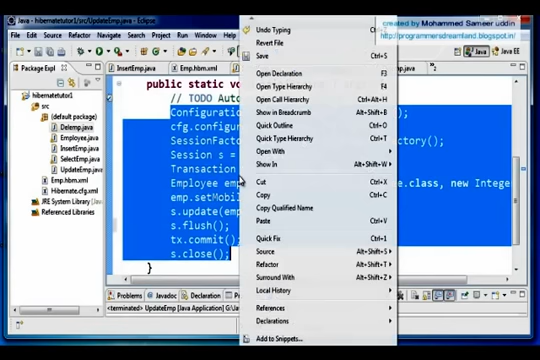 Java - hibernatetutor1/src/UpdateEmp.java - Eclipse
created by Mohammed Sameer uddin
http://programmersdreamland.blogspot.in/
File Edit Source Refactor Navigate Search Project
Java
Java EE
Package Expl
hibernatetutor1
src
(default package)
Delemp.java
Employee.java
InsertEmp.java
SelectEmp.java
UpdateEmp.java
Emp.hbm.xml
Hibernate.cfg.xml
JRE System Library
Referenced Libraries
InsertEmp.java
Emp.hbm.xml
public static
// TODO Auto
Configuration
cfg.configur
SessionFacto
ctory();
Session s =
Transaction
Employee emp
e.class, new Intege
emp.setMobil
s.update(emp
s.flush();
tx.commit();
s.close();
}
Undo Typing
Revert File
Save Ctrl+S
Open Declaration F3
Open Type Hierarchy F4
Open Call Hierarchy Ctrl+Alt+H
Show in Breadcrumb Alt+Shift+B
Quick Outline Ctrl+O
Quick Type Hierarchy Ctrl+T
Open With
Show In Alt+Shift+W
Cut Ctrl+X
Copy Ctrl+C
Copy Qualified Name
Paste Ctrl+V
Quick Fix Ctrl+1
Source Alt+Shift+S
Refactor Alt+Shift+T
Surround With Alt+Shift+Z
Local History
References
Declarations
Add to Snippets...
Problems Javadoc Declaration
<terminated> UpdateEmp [Java Application] G:\